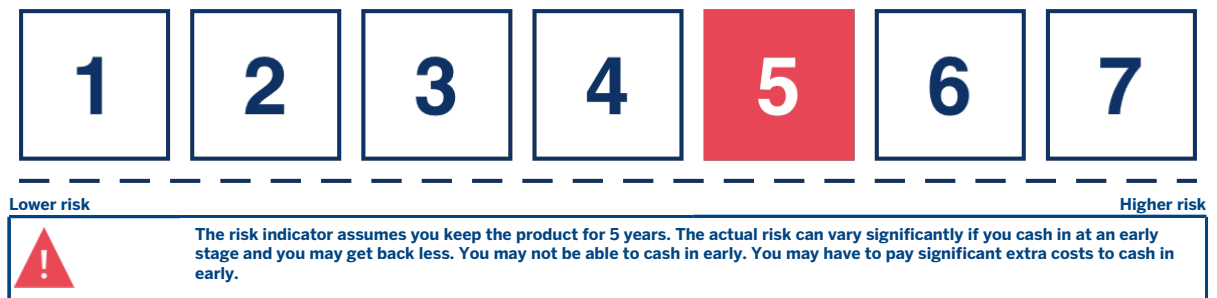 1 2 3 4 5 6 7
Lower risk Higher risk
!
The risk indicator assumes you keep the product for 5 years. The actual risk can vary significantly if you cash in at an early
stage and you may get back less. You may not be able to cash in early. You may have to pay significant extra costs to cash in
early.